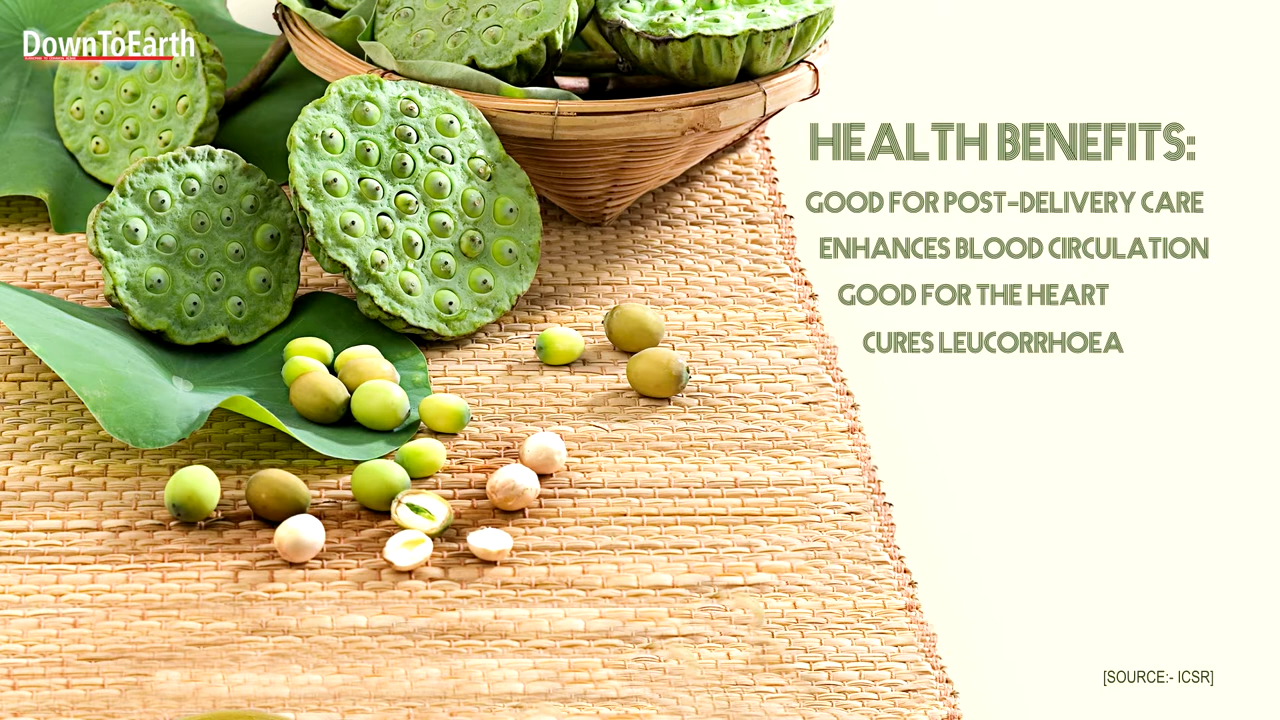 DownToEarth
HEALTH BENEFITS:
GOOD FOR POST-DELIVERY CARE
ENHANCES BLOOD CIRCULATION
GOOD FOR THE HEART
CURES LEUCORRHOEA
[SOURCE:- ICSR]